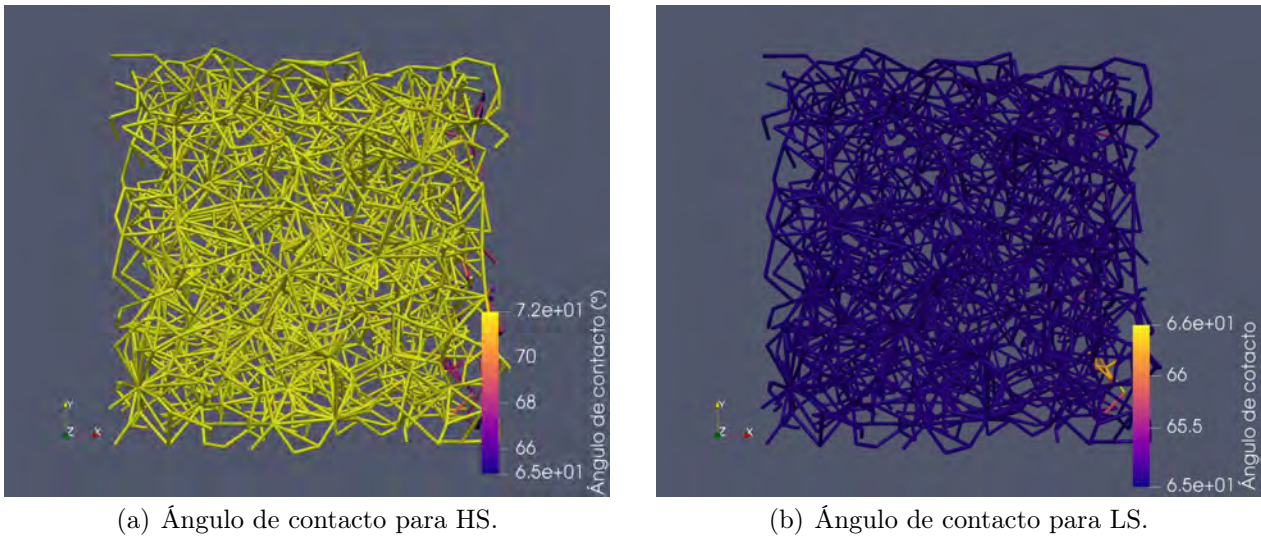 7.2e+01
70
68
66
6.5e+01
Ángulo de contacto (°)
Y
Z
X
6.6e+01
66
65.5
6.5e+01
Ángulo de cotacto
Y
Z
X
(a) Ángulo de contacto para HS.
(b) Ángulo de contacto para LS.